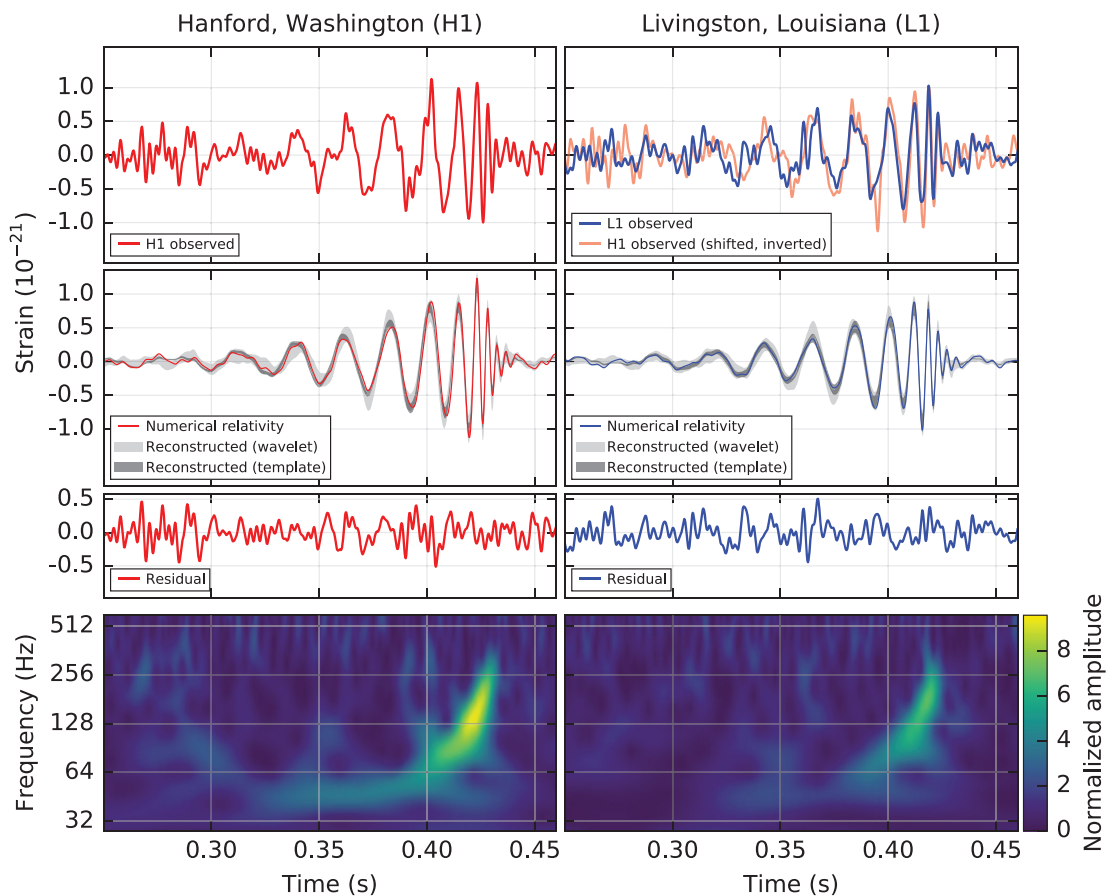 Hanford, Washington (H1)
Livingston, Louisiana (L1)
Strain (10⁻²¹)
1.0
0.5
0.0
-0.5
-1.0
H1 observed
L1 observed
H1 observed (shifted, inverted)
1.0
0.5
0.0
-0.5
-1.0
Numerical relativity
Reconstructed (wavelet)
Reconstructed (template)
Numerical relativity
Reconstructed (wavelet)
Reconstructed (template)
0.5
0.0
-0.5
Residual
Residual
Frequency (Hz)
512
256
128
64
32
Normalized amplitude
8
6
4
2
0
0.30 0.35 0.40 0.45
0.30 0.35 0.40 0.45
Time (s)
Time (s)